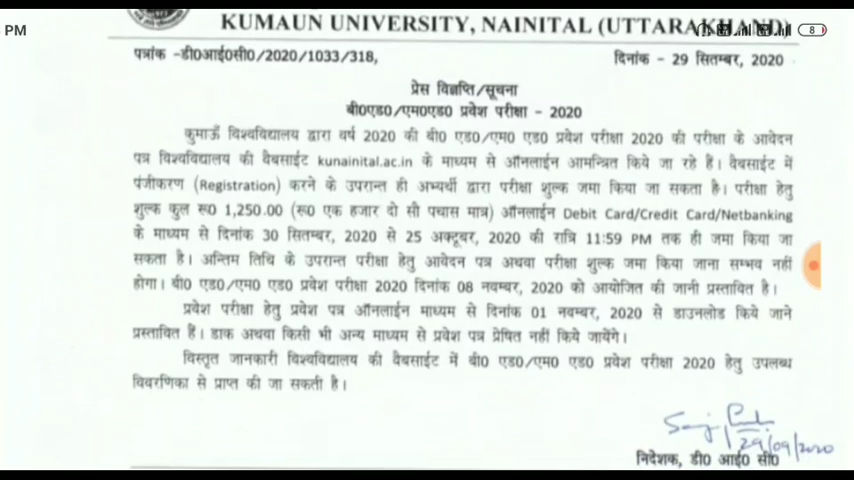 PM
8
KUMAUN UNIVERSITY, NAINITAL (UTTARAKHAND)
पत्रांक -डी0आई0सी0/2020/1033/318,
दिनांक - 29 सितम्बर, 2020
प्रेस विज्ञप्ति/सूचना
बी0एड0/एम0एड0 प्रवेश परीक्षा - 2020
कुमाऊँ विश्वविद्यालय द्वारा वर्ष 2020 की बी0 एड0/एम0 एड0 प्रवेश परीक्षा 2020 की परीक्षा के आवेदन
पत्र विश्वविद्यालय की वैबसाईट kunainital.ac.in के माध्यम से ऑनलाईन आमन्त्रित किये जा रहे हैं। वैबसाईट में
पंजीकरण (Registration) करने के उपरान्त ही अभ्यर्थी द्वारा परीक्षा शुल्क जमा किया जा सकता है। परीक्षा हेतु
शुल्क कुल रू0 1,250.00 (रू0 एक हजार दो सौ पचास मात्र) ऑनलाईन Debit Card/Credit Card/Netbanking
के माध्यम से दिनांक 30 सितम्बर, 2020 से 25 अक्टूबर, 2020 की रात्रि 11:59 PM तक ही जमा किया जा
सकता है। अन्तिम तिथि के उपरान्त परीक्षा हेतु आवेदन पत्र अथवा परीक्षा शुल्क जमा किया जाना सम्भव नहीं
होगा। बी0 एड0/एम0 एड0 प्रवेश परीक्षा 2020 दिनांक 08 नवम्बर, 2020 को आयोजित की जानी प्रस्तावित है।
प्रवेश परीक्षा हेतु प्रवेश पत्र ऑनलाईन माध्यम से दिनांक 01 नवम्बर, 2020 से डाउनलोड किये जाने
प्रस्तावित हैं। डाक अथवा किसी भी अन्य माध्यम से प्रवेश पत्र प्रेषित नहीं किये जायेंगे।
विस्तृत जानकारी विश्वविद्यालय की वैबसाईट में बी0 एड0/एम0 एड0 प्रवेश परीक्षा 2020 हेतु उपलब्ध
विवरणिका से प्राप्त की जा सकती है।
29/09/2020
निदेशक, डी0 आई0 सी0